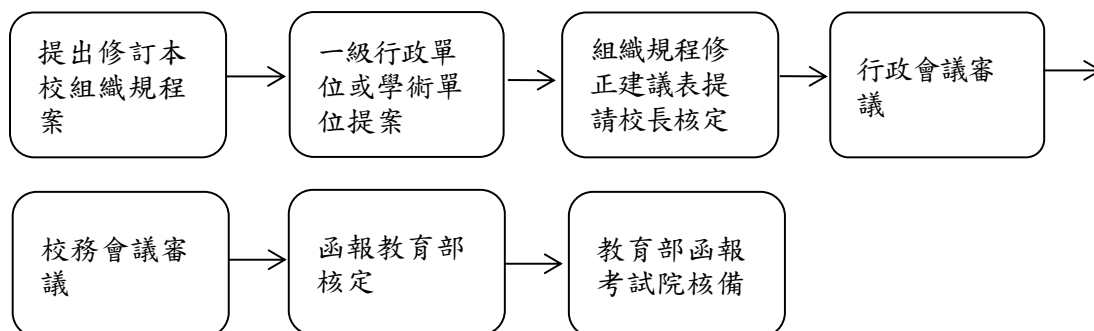 提出修訂本
校組織規程
案
一級行政單
位或學術單
位提案
組織規程修
正建議表提
請校長核定
行政會議審
議
校務會議審
議
函報教育部
核定
教育部函報
考試院核備